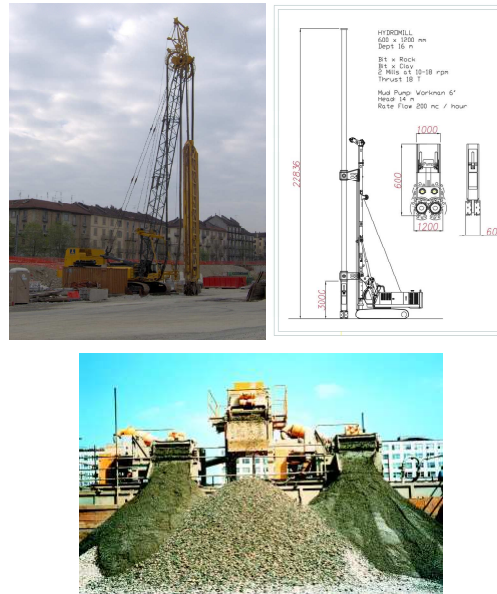 HYDROMILL
600 x 1200 mm
Dept 16 m
Bit x Rock
Bit x Clay
2 Mills at 10-18 rpm
Thrust 18 T
Mud Pump: Workman 6"
Head: 14 m
Rate Flow 200 mc / hour
1000
22836
600
1200
60
3000